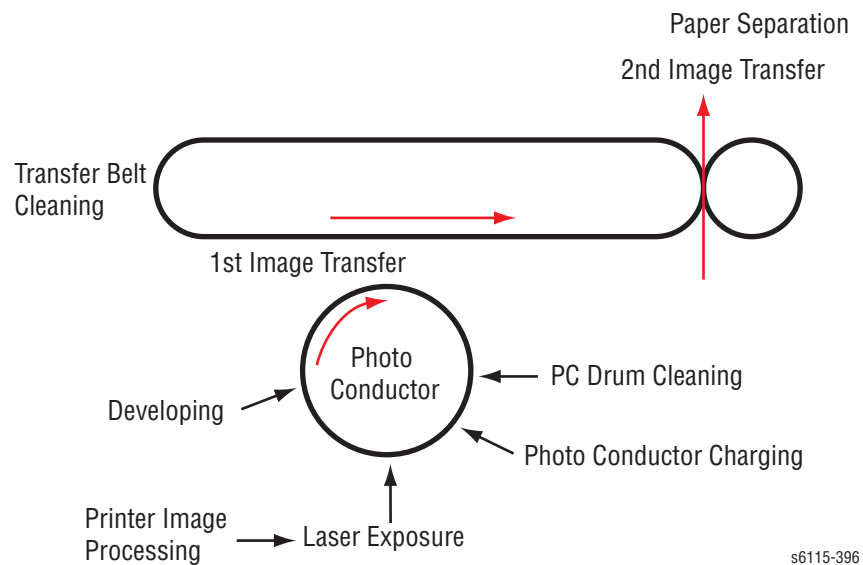 Paper Separation
2nd Image Transfer
Transfer Belt
Cleaning
1st Image Transfer
Photo
Conductor
PC Drum Cleaning
Developing
Photo Conductor Charging
Printer Image
Processing
Laser Exposure
s6115-396